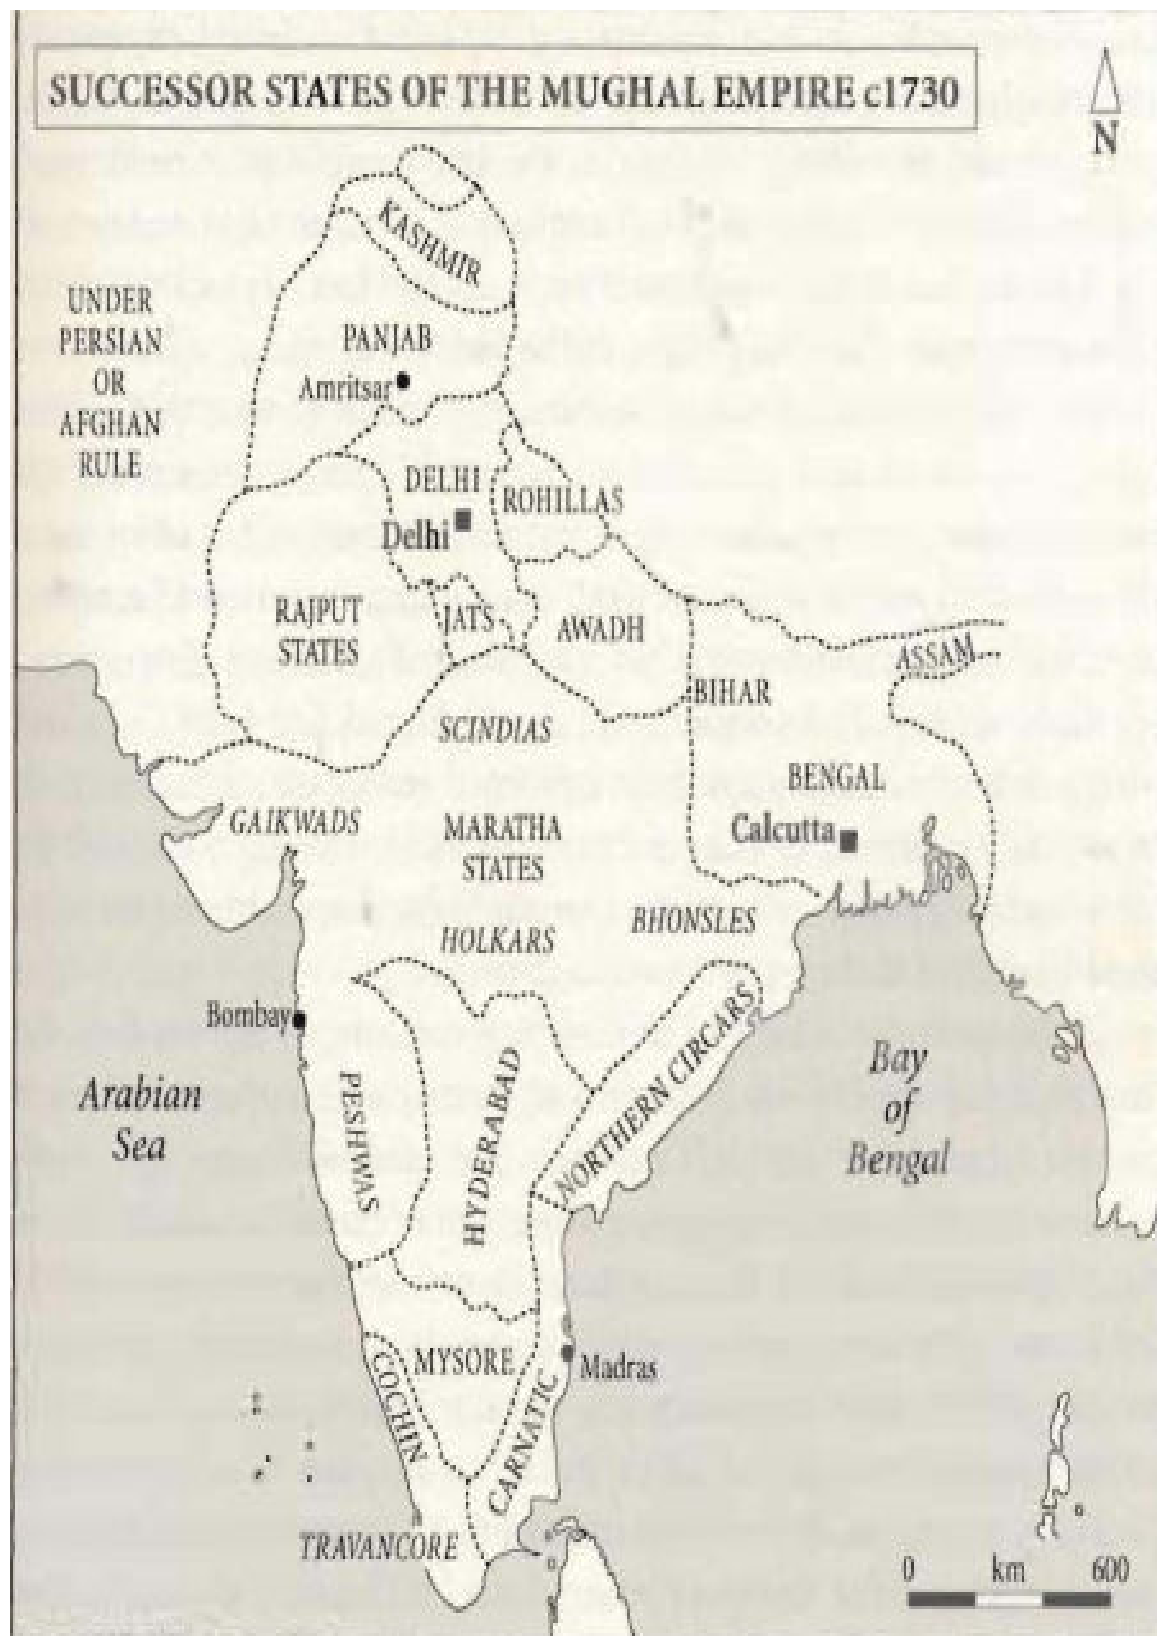 SUCCESSOR STATES OF THE MUGHAL EMPIRE c1730
N
KASHMIR
UNDER
PERSIAN
OR
AFGHAN
RULE
PANJAB
Amritsar
DELHI
Delhi
ROHILLAS
RAJPUT
STATES
JATS
AWADH
ASSAM
BIHAR
SCINDIAS
BENGAL
Calcutta
GAIKWADS
MARATHA
STATES
BHONSLES
HOLKARS
Bombay
NORTHERN CIRCARS
Arabian
Sea
PESHWAS
HYDERABAD
Bay
of
Bengal
MYSORE
Madras
COCHIN
CARNATIC
TRAVANCORE
0 km 600